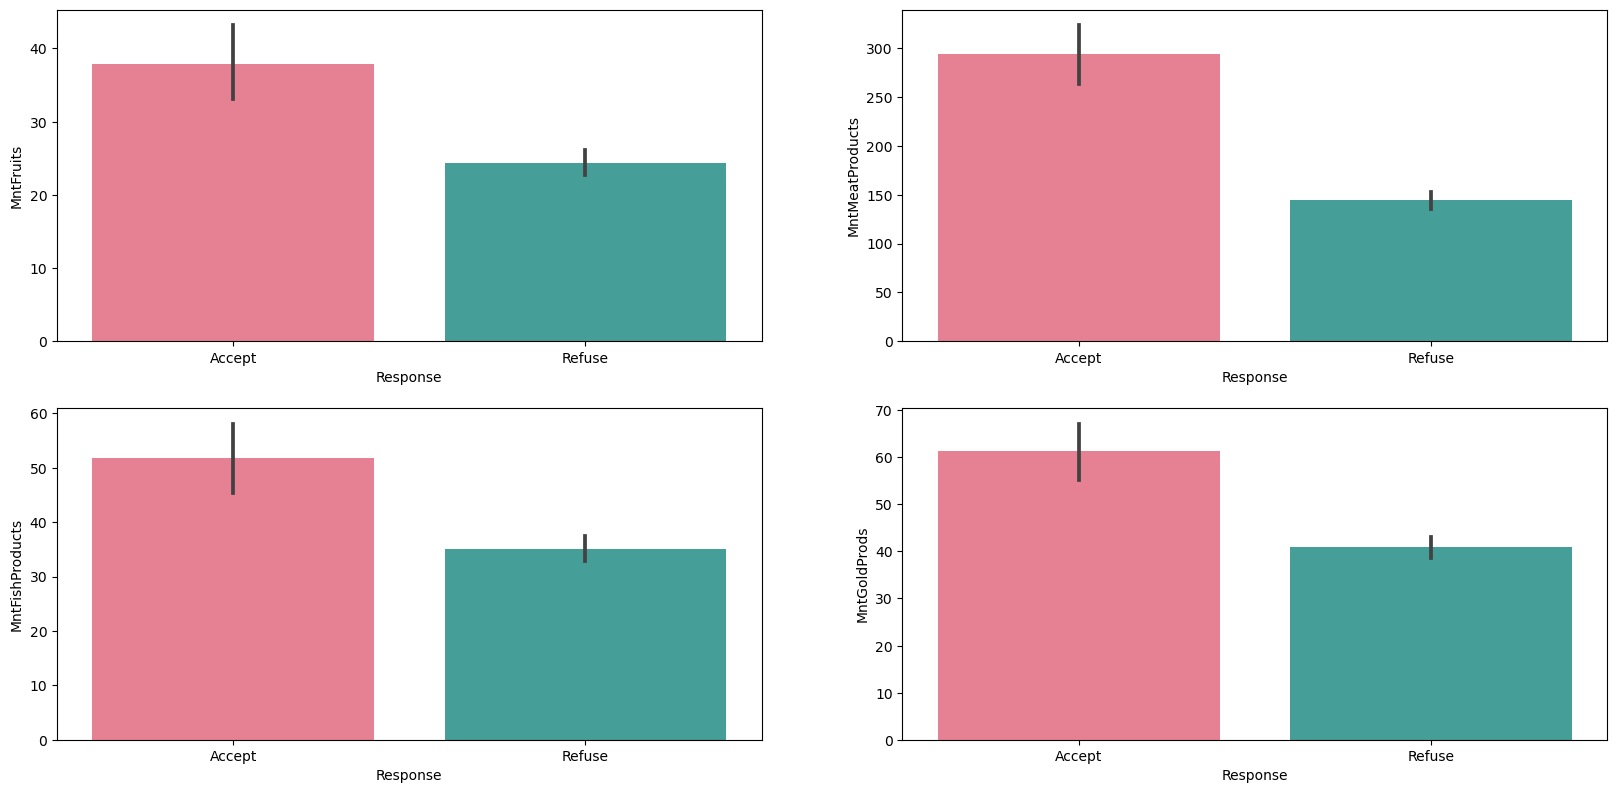 MntFruits
40
30
20
10
0
Accept
Refuse
Response
MntMeatProducts
300
250
200
150
100
50
0
Accept
Refuse
Response
MntFishProducts
60
50
40
30
20
10
0
Accept
Refuse
Response
MntGoldProds
70
60
50
40
30
20
10
0
Accept
Refuse
Response